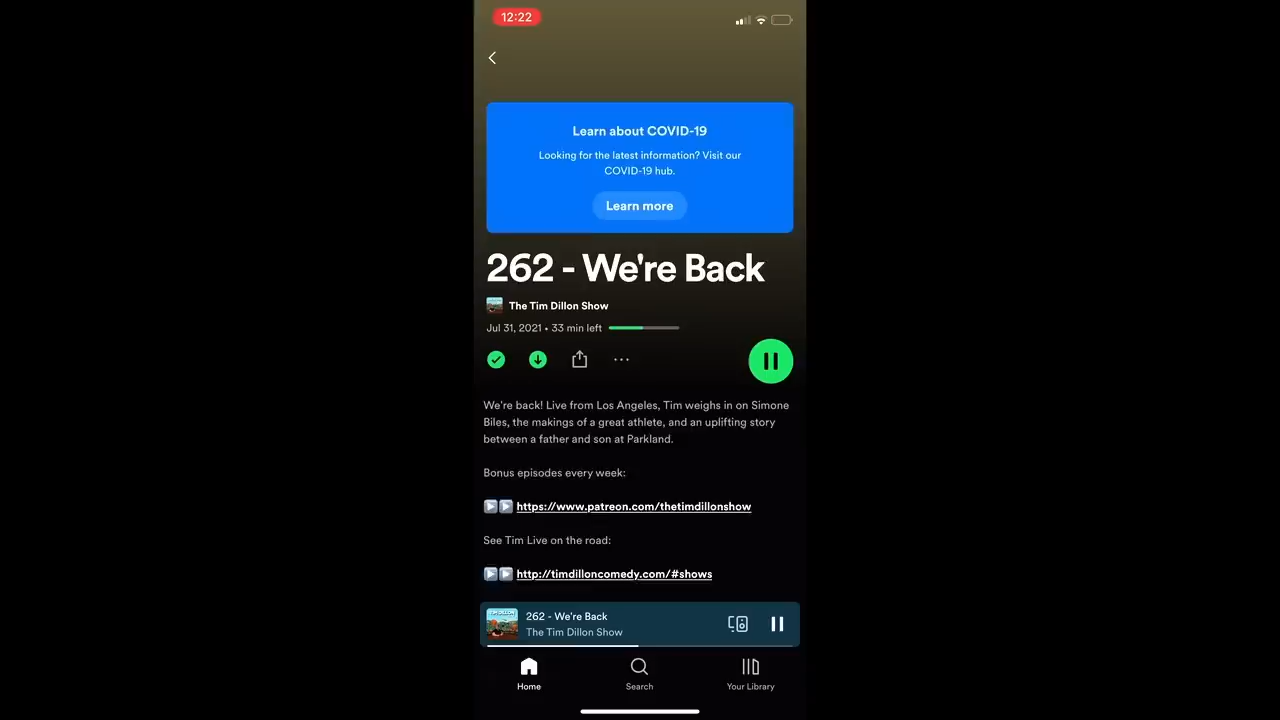 12:22
Learn about COVID-19
Looking for the latest information? Visit our
COVID-19 hub.
Learn more
262 - We're Back
The Tim Dillon Show
Jul 31, 2021 • 33 min left
We're back! Live from Los Angeles, Tim weighs in on Simone
Biles, the makings of a great athlete, and an uplifting story
between a father and son at Parkland.
Bonus episodes every week:
https://www.patreon.com/thetimdillonshow
See Tim Live on the road:
http://timdilloncomedy.com/#shows
262 - We're Back
The Tim Dillon Show
Home
Search
Your Library